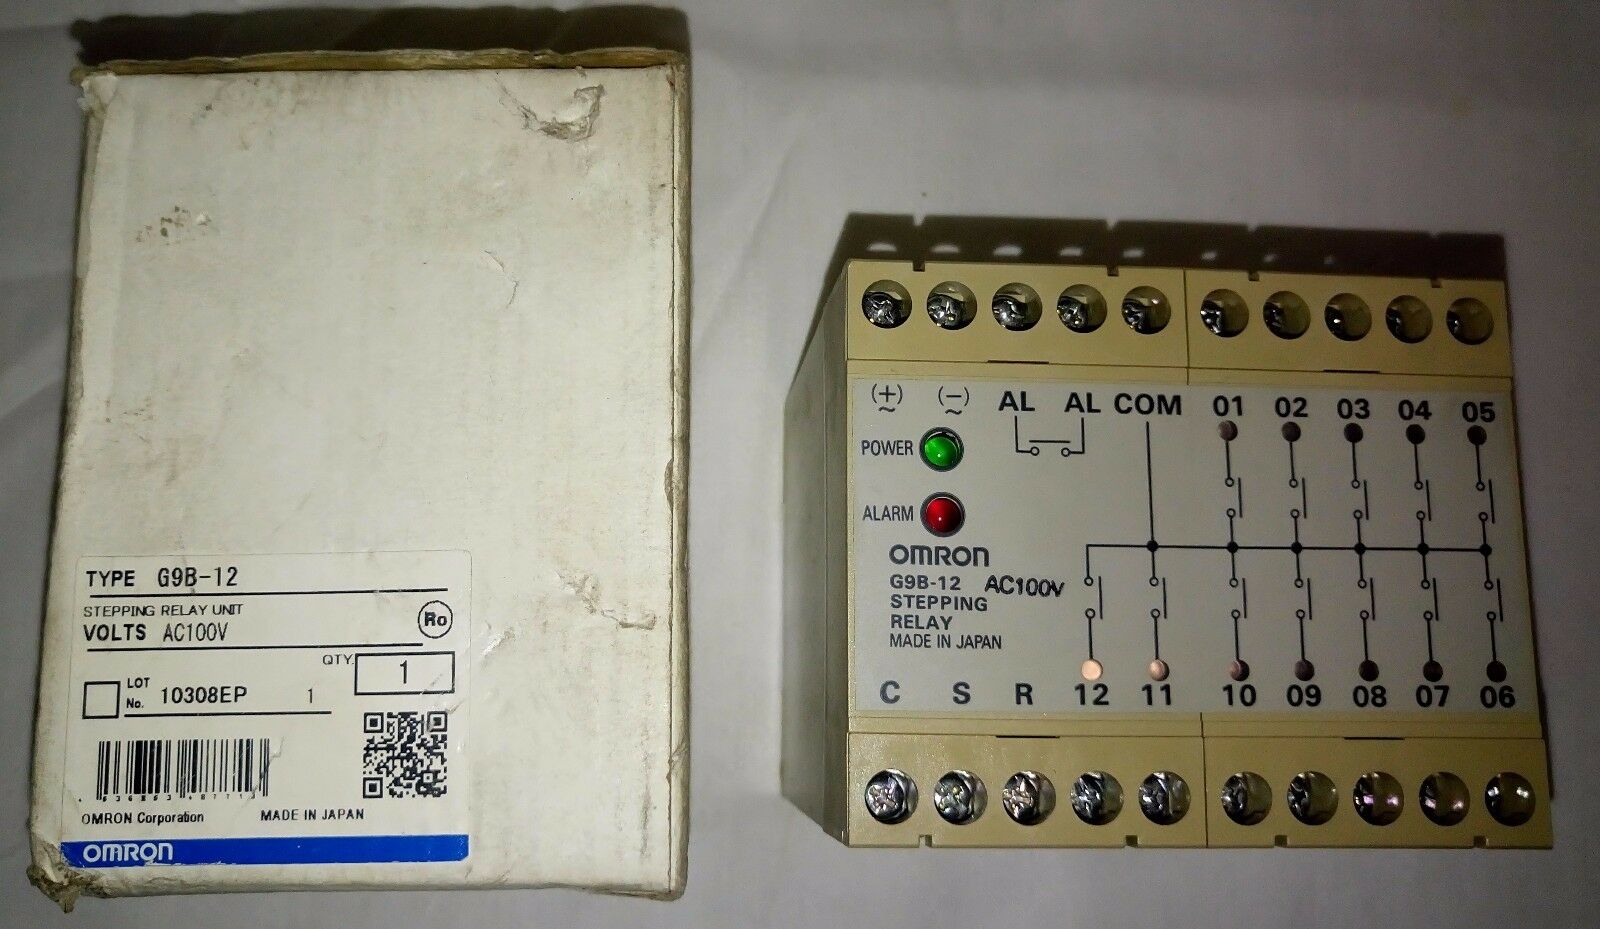 TYPE G9B-12
STEPPING RELAY UNIT
VOLTS AC100V
Ro
QTY. 1
LOT No. 10308EP 1
OMRON Corporation MADE IN JAPAN
OMRON
(+) (-) AL AL COM 01 02 03 04 05
~ ~
POWER
ALARM
OMRON
G9B-12 AC100V
STEPPING
RELAY
MADE IN JAPAN
C S R 12 11 10 09 08 07 06